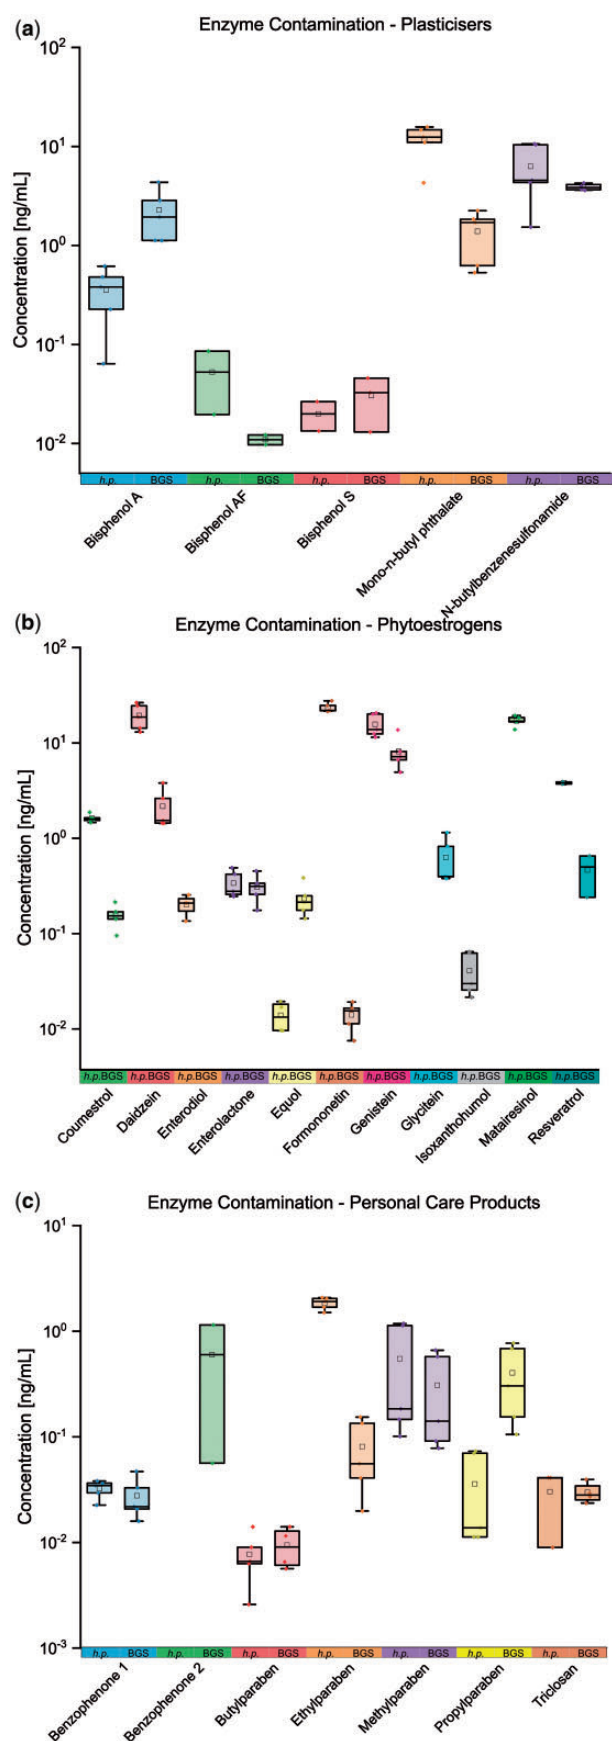 (a) Enzyme Contamination - Plasticisers
10²
10¹
10⁰
10⁻¹
10⁻²
Concentration [ng/mL]
h.p. BGS h.p. BGS h.p. BGS h.p. BGS h.p. BGS
Bisphenol A
Bisphenol AF
Bisphenol S
Mono-n-butyl phthalate
N-butylbenzenesulfonamide
(b) Enzyme Contamination - Phytoestrogens
10²
10¹
10⁰
10⁻¹
10⁻²
Concentration [ng/mL]
h.p.BGS h.p.BGS h.p.BGS h.p.BGS h.p.BGS h.p.BGS h.p.BGS h.p.BGS h.p.BGS h.p.BGS h.p.BGS
Coumestrol
Daidzein
Enterodiol
Enterolactone
Equol
Formononetin
Genistein
Glycitein
Isoxanthohumol
Matairesinol
Resveratrol
(c) Enzyme Contamination - Personal Care Products
10¹
10⁰
10⁻¹
10⁻²
10⁻³
Concentration [ng/mL]
h.p. BGS h.p. BGS h.p. BGS h.p. BGS h.p. BGS h.p. BGS h.p. BGS
Benzophenone 1
Benzophenone 2
Butylparaben
Ethylparaben
Methylparaben
Propylparaben
Triclosan